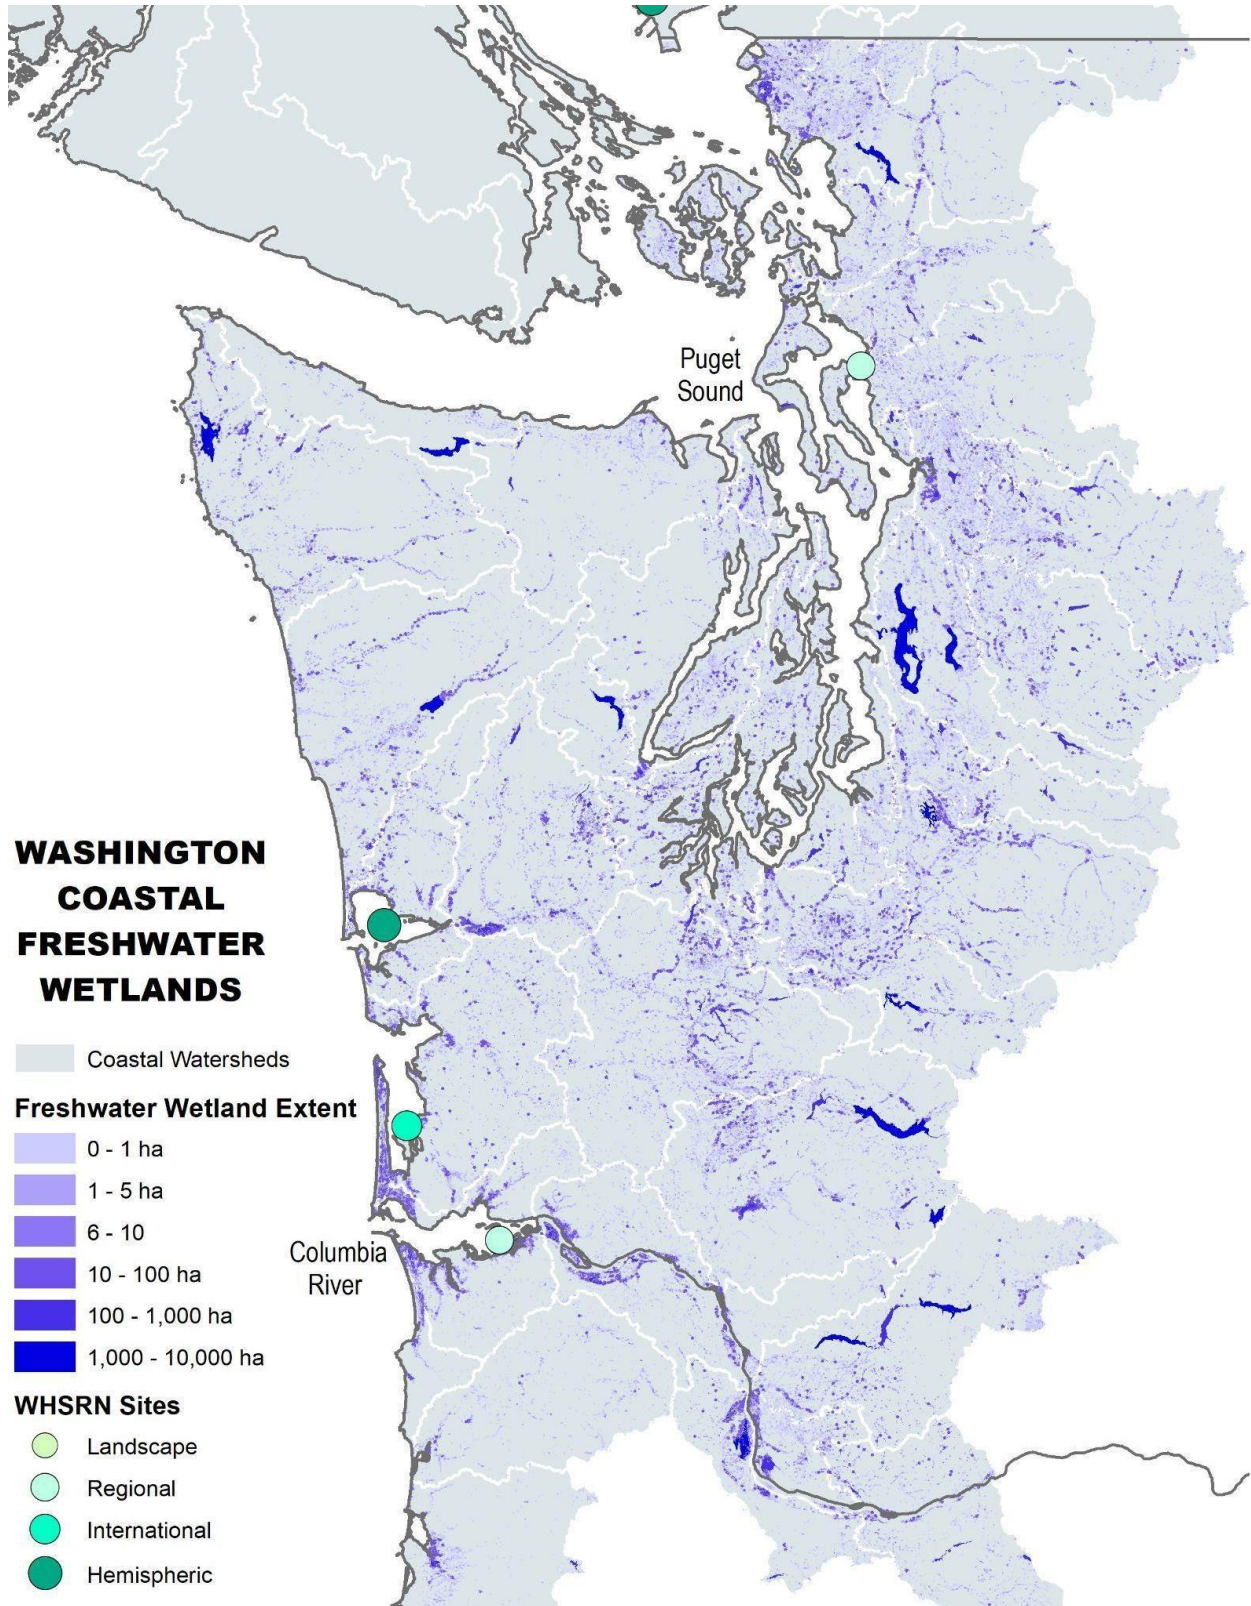 Puget
Sound
WASHINGTON
COASTAL
FRESHWATER
WETLANDS
Coastal Watersheds
Freshwater Wetland Extent
0 - 1 ha
1 - 5 ha
6 - 10
10 - 100 ha
100 - 1,000 ha
1,000 - 10,000 ha
Columbia
River
WHSRN Sites
Landscape
Regional
International
Hemispheric